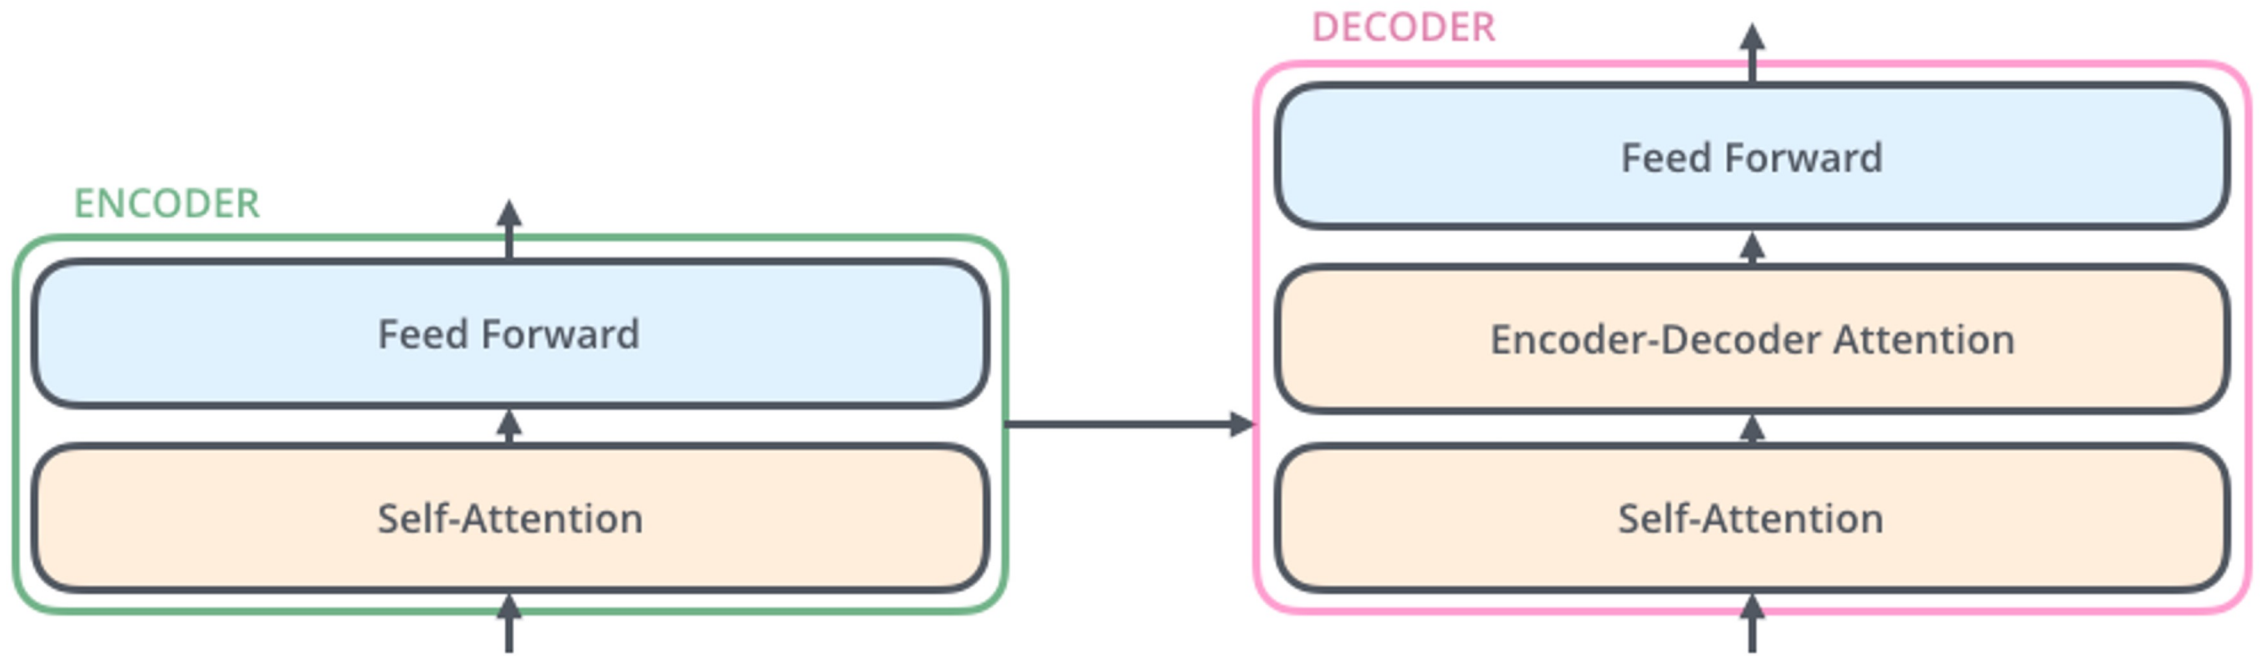 ENCODER
Feed Forward
Self-Attention
DECODER
Feed Forward
Encoder-Decoder Attention
Self-Attention